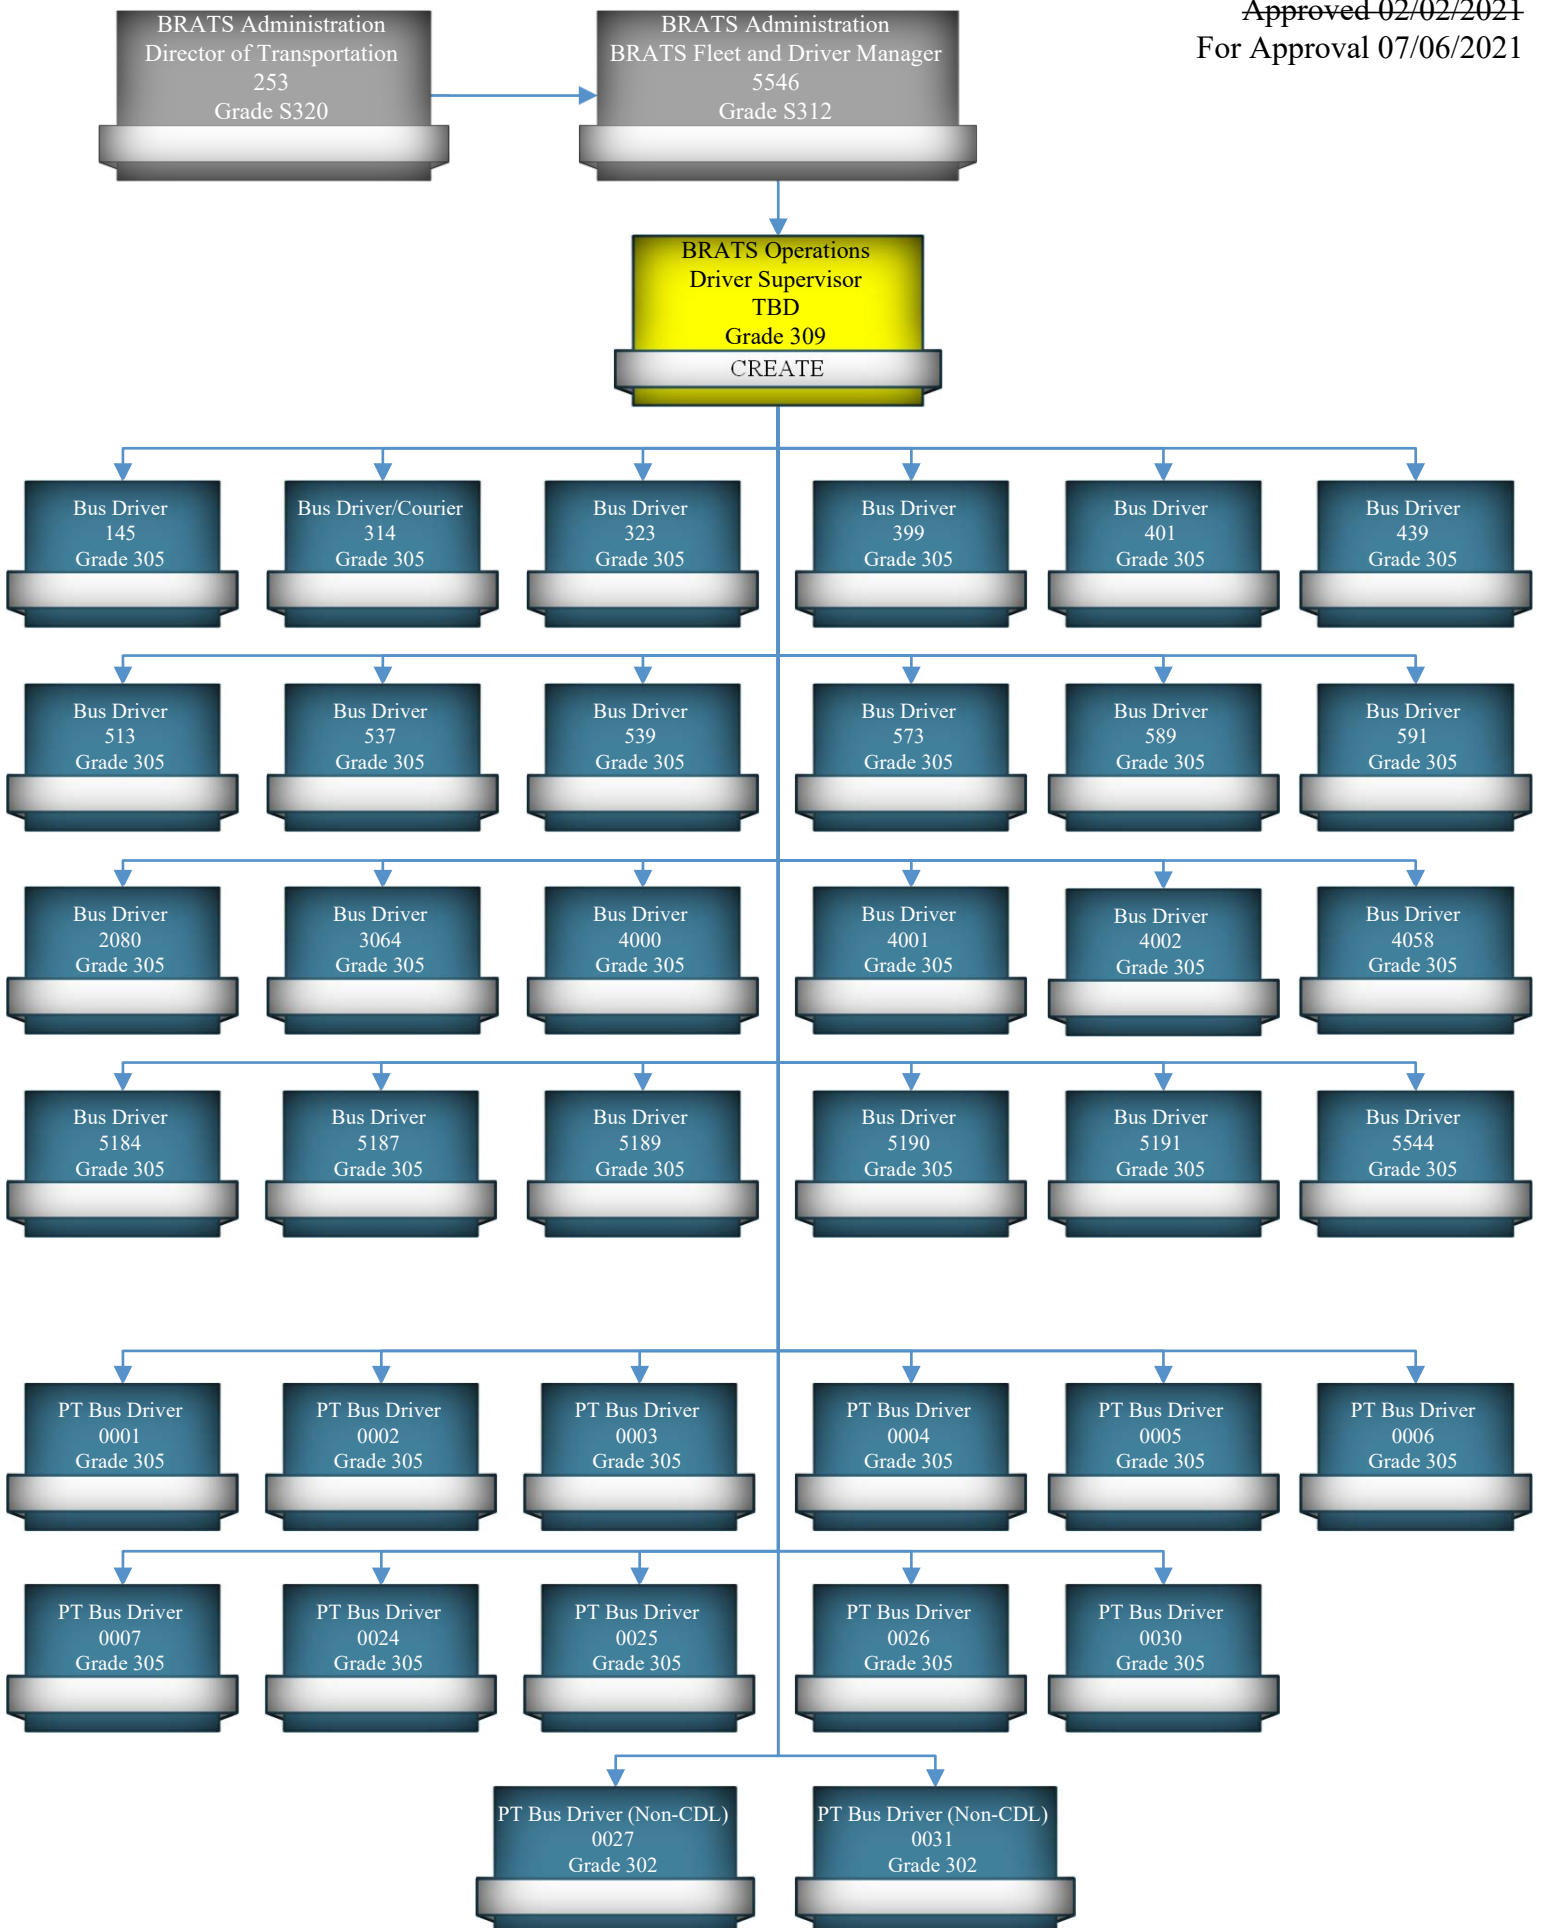 Approved 02/02/2021
For Approval 07/06/2021
BRATS Administration
Director of Transportation
253
Grade S320
BRATS Administration
BRATS Fleet and Driver Manager
5546
Grade S312
BRATS Operations
Driver Supervisor
TBD
Grade 309
CREATE
Bus Driver
145
Grade 305
Bus Driver/Courier
314
Grade 305
Bus Driver
323
Grade 305
Bus Driver
399
Grade 305
Bus Driver
401
Grade 305
Bus Driver
439
Grade 305
Bus Driver
513
Grade 305
Bus Driver
537
Grade 305
Bus Driver
539
Grade 305
Bus Driver
573
Grade 305
Bus Driver
589
Grade 305
Bus Driver
591
Grade 305
Bus Driver
2080
Grade 305
Bus Driver
3064
Grade 305
Bus Driver
4000
Grade 305
Bus Driver
4001
Grade 305
Bus Driver
4002
Grade 305
Bus Driver
4058
Grade 305
Bus Driver
5184
Grade 305
Bus Driver
5187
Grade 305
Bus Driver
5189
Grade 305
Bus Driver
5190
Grade 305
Bus Driver
5191
Grade 305
Bus Driver
5544
Grade 305
PT Bus Driver
0001
Grade 305
PT Bus Driver
0002
Grade 305
PT Bus Driver
0003
Grade 305
PT Bus Driver
0004
Grade 305
PT Bus Driver
0005
Grade 305
PT Bus Driver
0006
Grade 305
PT Bus Driver
0007
Grade 305
PT Bus Driver
0024
Grade 305
PT Bus Driver
0025
Grade 305
PT Bus Driver
0026
Grade 305
PT Bus Driver
0030
Grade 305
PT Bus Driver (Non-CDL)
0027
Grade 302
PT Bus Driver (Non-CDL)
0031
Grade 302